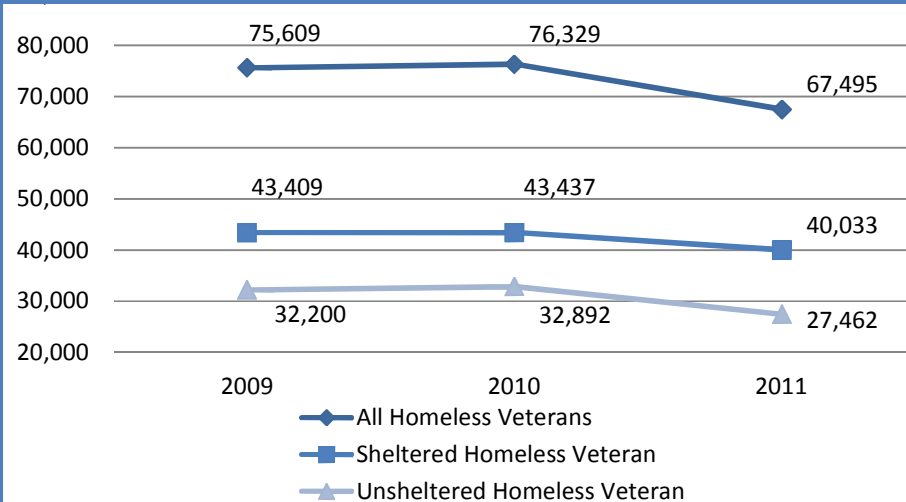 75,609 76,329
80,000
67,495
70,000
60,000
50,000
43,409 43,437
40,033
40,000
30,000
32,200 32,892 27,462
20,000
2009 2010 2011
All Homeless Veterans
Sheltered Homeless Veteran
Unsheltered Homeless Veteran